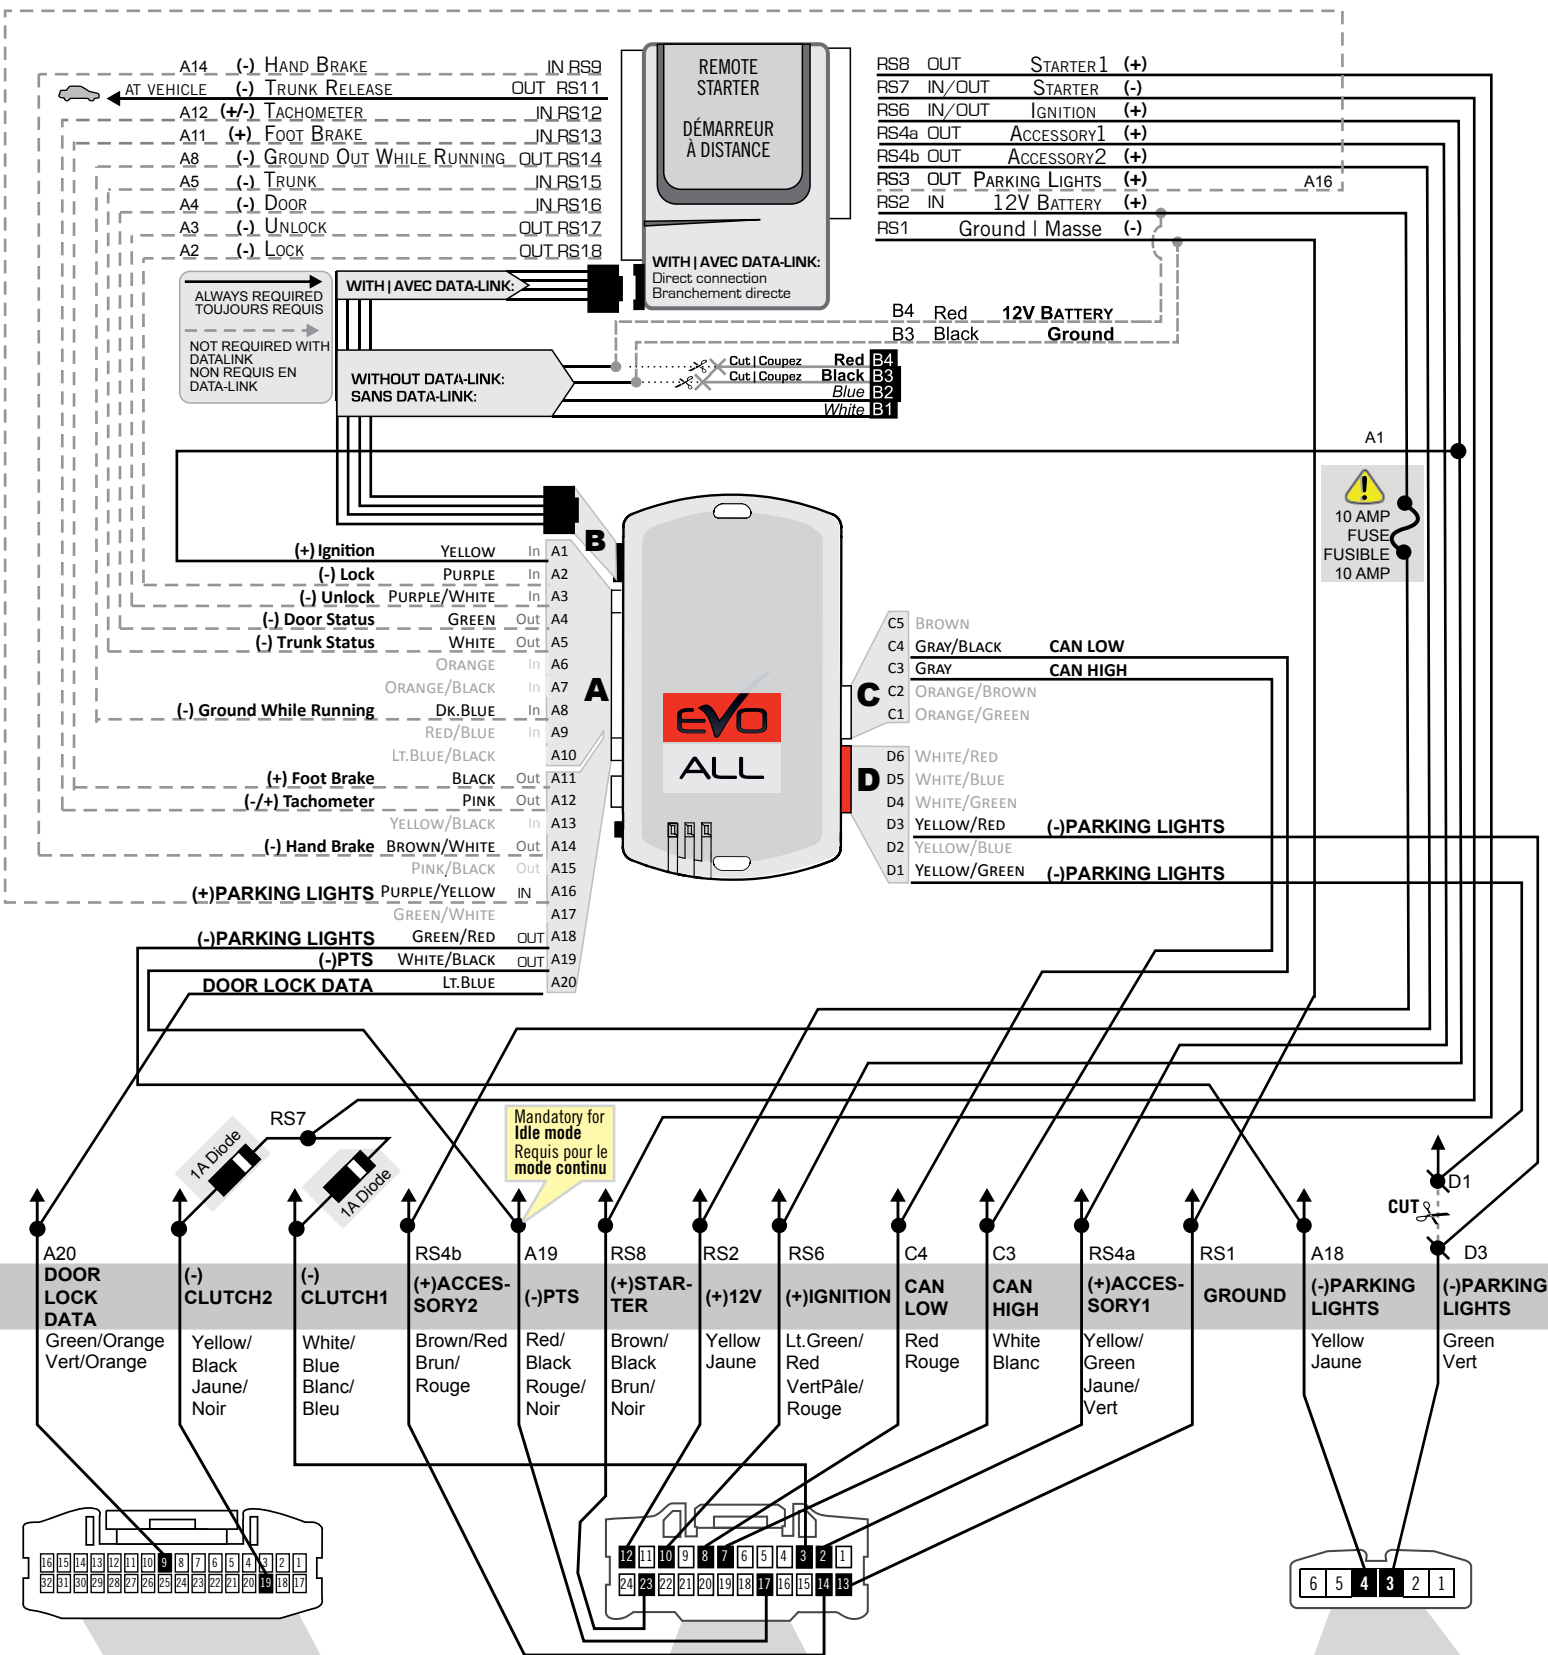 A14 (-) HAND BRAKE IN RS9
AT VEHICLE (-) TRUNK RELEASE OUT RS11
A12 (+/-) TACHOMETER IN RS12
A11 (+) FOOT BRAKE IN RS13
A8 (-) GROUND OUT WHILE RUNNING OUT RS14
A5 (-) TRUNK IN RS15
A4 (-) DOOR IN RS16
A3 (-) UNLOCK OUT RS17
A2 (-) LOCK OUT RS18
REMOTE
STARTER
DÉMARREUR
À DISTANCE
WITH | AVEC DATA-LINK:
Direct connection
Branchement directe
RS8 OUT STARTER1 (+)
RS7 IN/OUT STARTER (-)
RS6 IN/OUT IGNITION (+)
RS4a OUT ACCESSORY1 (+)
RS4b OUT ACCESSORY2 (+)
RS3 OUT PARKING LIGHTS (+) A16
RS2 IN 12V BATTERY (+)
RS1 Ground | Masse (-)
ALWAYS REQUIRED
TOUJOURS REQUIS
NOT REQUIRED WITH
DATALINK
NON REQUIS EN
DATA-LINK
WITH | AVEC DATA-LINK:
WITHOUT DATA-LINK:
SANS DATA-LINK:
B4 Red 12V BATTERY
B3 Black Ground
Cut | Coupez Red B4
Cut | Coupez Black B3
Blue B2
White B1
A1
10 AMP
FUSE
FUSIBLE
10 AMP
B
(+) Ignition YELLOW In A1
(-) Lock PURPLE In A2
(-) Unlock PURPLE/WHITE In A3
(-) Door Status GREEN Out A4
(-) Trunk Status WHITE Out A5
ORANGE In A6
ORANGE/BLACK In A7
(-) Ground While Running DK.BLUE In A8
RED/BLUE In A9
LT.BLUE/BLACK A10
(+) Foot Brake BLACK Out A11
(-/+) Tachometer PINK Out A12
YELLOW/BLACK In A13
(-) Hand Brake BROWN/WHITE Out A14
PINK/BLACK Out A15
(+)PARKING LIGHTS PURPLE/YELLOW IN A16
GREEN/WHITE A17
(-)PARKING LIGHTS GREEN/RED OUT A18
(-)PTS WHITE/BLACK OUT A19
DOOR LOCK DATA LT.BLUE A20
A
EVO
ALL
C
C5 BROWN
C4 GRAY/BLACK CAN LOW
C3 GRAY CAN HIGH
C2 ORANGE/BROWN
C1 ORANGE/GREEN
D
D6 WHITE/RED
D5 WHITE/BLUE
D4 WHITE/GREEN
D3 YELLOW/RED (-)PARKING LIGHTS
D2 YELLOW/BLUE
D1 YELLOW/GREEN (-)PARKING LIGHTS
RS7
1A Diode
1A Diode
Mandatory for
Idle mode
Requis pour le
mode continu
D1
CUT
A20
DOOR
LOCK
DATA
Green/Orange
Vert/Orange
(-)
CLUTCH2
Yellow/
Black
Jaune/
Noir
(-)
CLUTCH1
White/
Blue
Blanc/
Bleu
RS4b
(+)ACCES-
SORY2
Brown/Red
Brun/
Rouge
A19
(-)PTS
Red/
Black
Rouge/
Noir
RS8
(+)STAR-
TER
Brown/
Black
Brun/
Noir
RS2
(+)12V
Yellow
Jaune
RS6
(+)IGNITION
Lt.Green/
Red
VertPâle/
Rouge
C4
CAN
LOW
Red
Rouge
C3
CAN
HIGH
White
Blanc
RS4a
(+)ACCES-
SORY1
Yellow/
Green
Jaune/
Vert
RS1
GROUND
A18
(-)PARKING
LIGHTS
Yellow
Jaune
D3
(-)PARKING
LIGHTS
Green
Vert
16 15 14 13 12 11 10 9 8 7 6 5 4 3 2 1
32 31 30 29 28 27 26 25 24 23 22 21 20 19 18 17
12 11 10 9 8 7 6 5 4 3 2 1
24 23 22 21 20 19 18 17 16 15 14 13
6 5 4 3 2 1